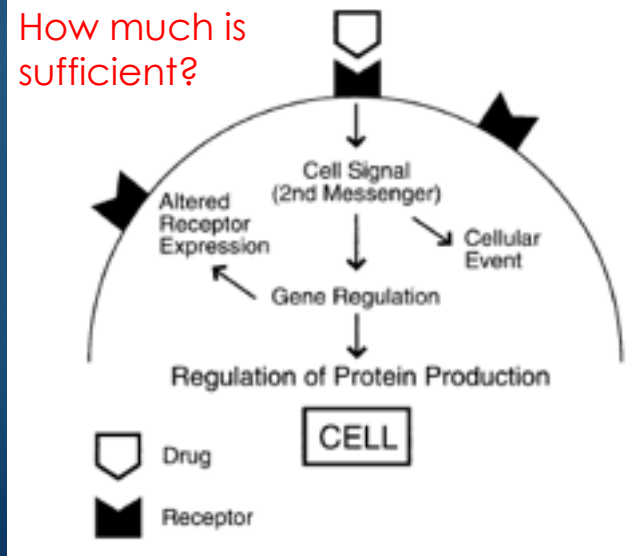 How much is
sufficient?
Cell Signal
(2nd Messenger)
Altered
Receptor
Expression
Cellular
Event
Gene Regulation
Regulation of Protein Production
CELL
Drug
Receptor